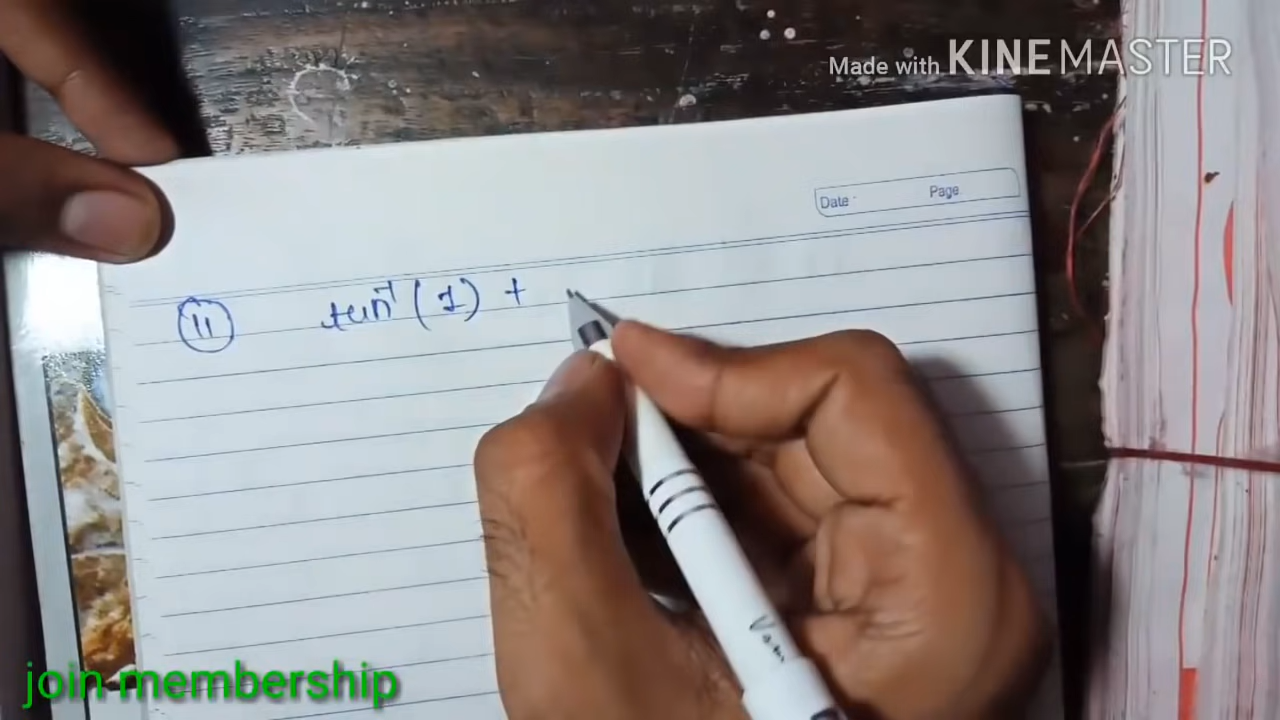 Made with KINEMASTER
Date : Page
11 tan⁻¹ (1) +
join membership